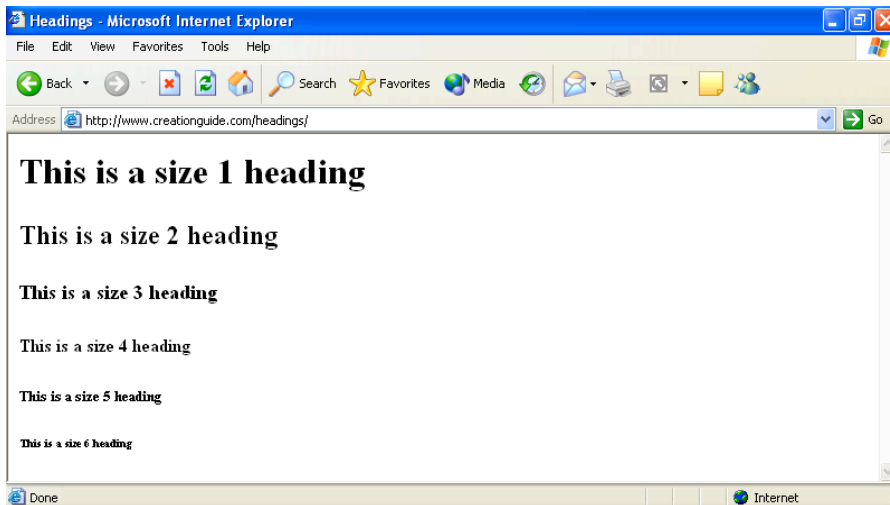 Headings - Microsoft Internet Explorer
File Edit View Favorites Tools Help
Back Search Favorites Media
Address http://www.creationguide.com/headings/ Go
This is a size 1 heading
This is a size 2 heading
This is a size 3 heading
This is a size 4 heading
This is a size 5 heading
This is a size 6 heading
Done Internet